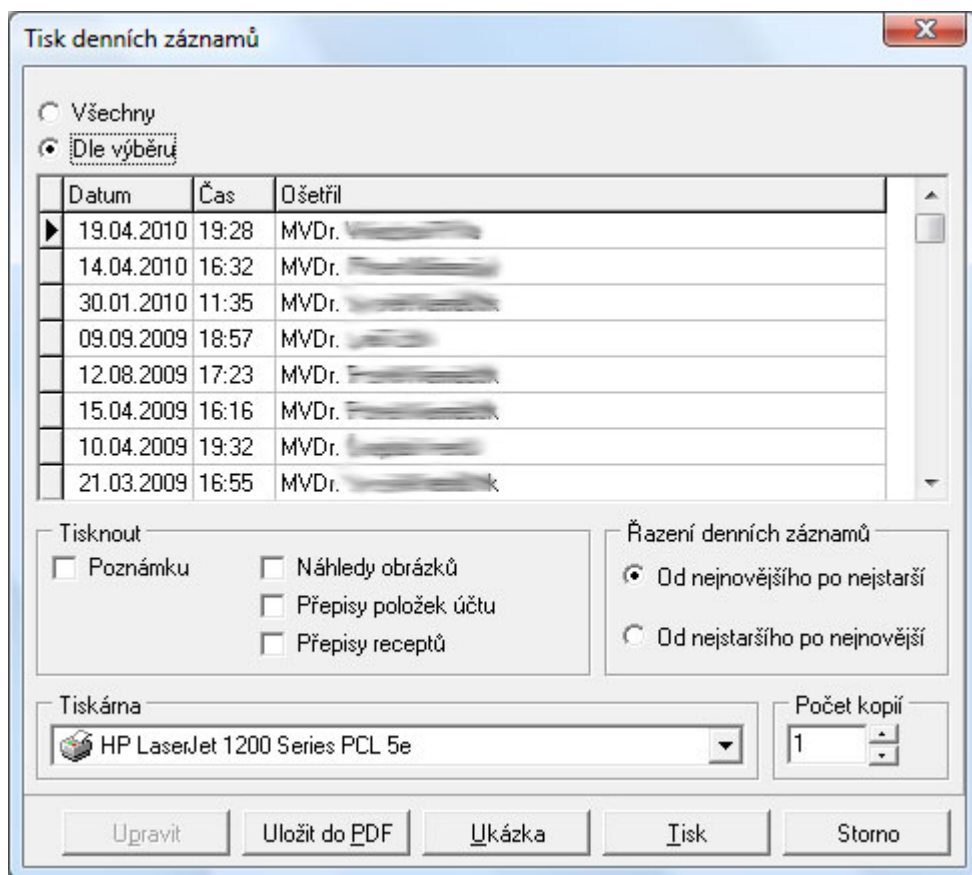 Tisk denních záznamů
Všechny
Dle výběru
Datum Čas Ošetřil
19.04.2010 19:28 MVDr.
14.04.2010 16:32 MVDr.
30.01.2010 11:35 MVDr.
09.09.2009 18:57 MVDr.
12.08.2009 17:23 MVDr.
15.04.2009 16:16 MVDr.
10.04.2009 19:32 MVDr.
21.03.2009 16:55 MVDr.
Tisknout
Poznámku
Náhledy obrázků
Přepisy položek účtu
Přepisy receptů
Řazení denních záznamů
Od nejnovějšího po nejstarší
Od nejstaršího po nejnovější
Tiskárna
HP LaserJet 1200 Series PCL 5e
Počet kopií
1
Upravit Uložit do PDF Ukázka Tisk Storno